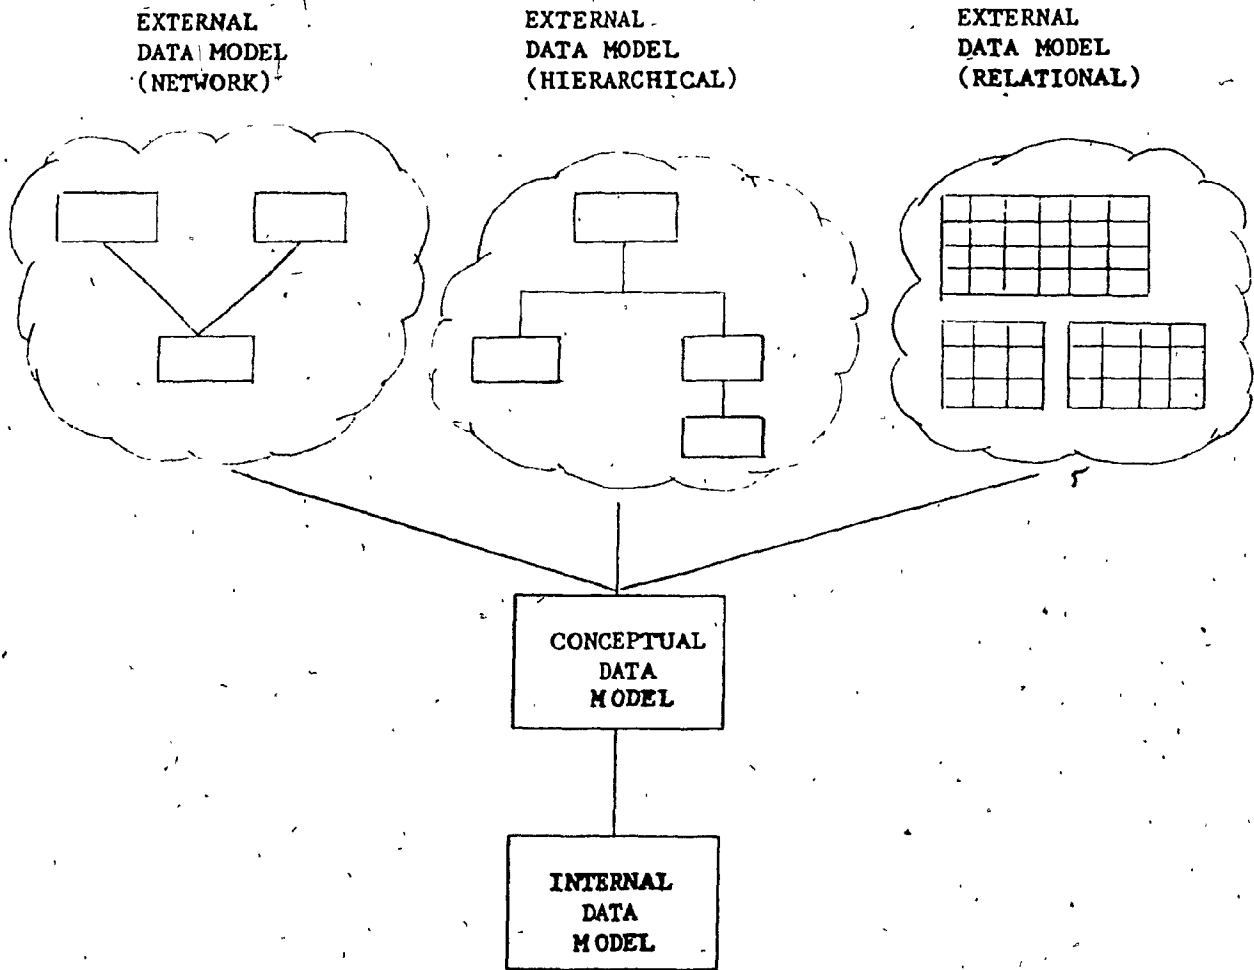 EXTERNAL
DATA MODEL
(NETWORK)
EXTERNAL
DATA MODEL
(HIERARCHICAL)
EXTERNAL
DATA MODEL
(RELATIONAL)
CONCEPTUAL
DATA
MODEL
INTERNAL
DATA
MODEL